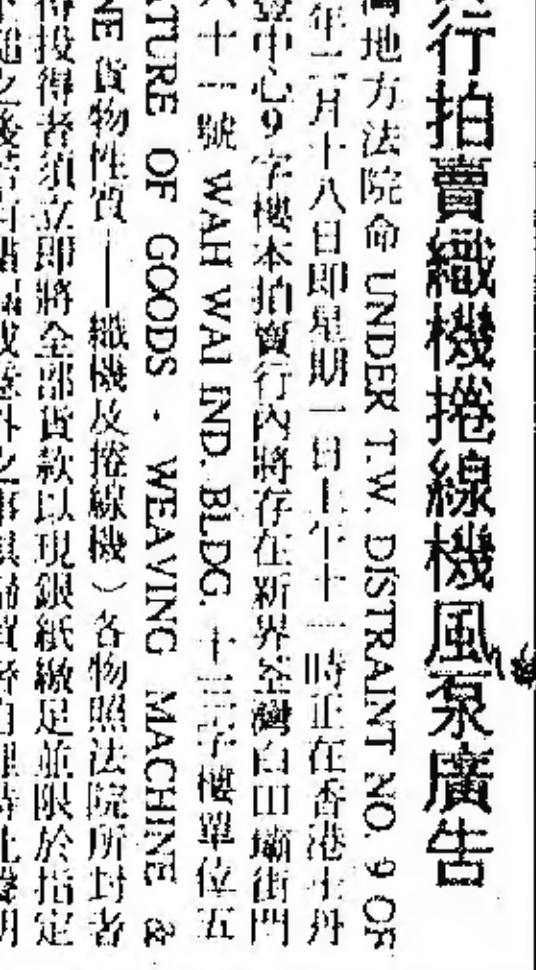 行拍賣織機捲線機風泵廣告
地方法院命 UNDER T.W. DISTRAINT NO. 9 OF
年二月十八日即星期一日上午十一時正在香港士丹
中心9字樓本拍賣行內將存在新界荃灣白田壩街門
十一號 WAH WAI IND. BLDG. 十三字樓單位五
TURE OF GOODS . WEAVING MACHINE &
NE 貨物性質——織機及捲線機）各物照法院所封者
得投得者須立即將全部貨款以現銀紙繳足並限於指定
之後